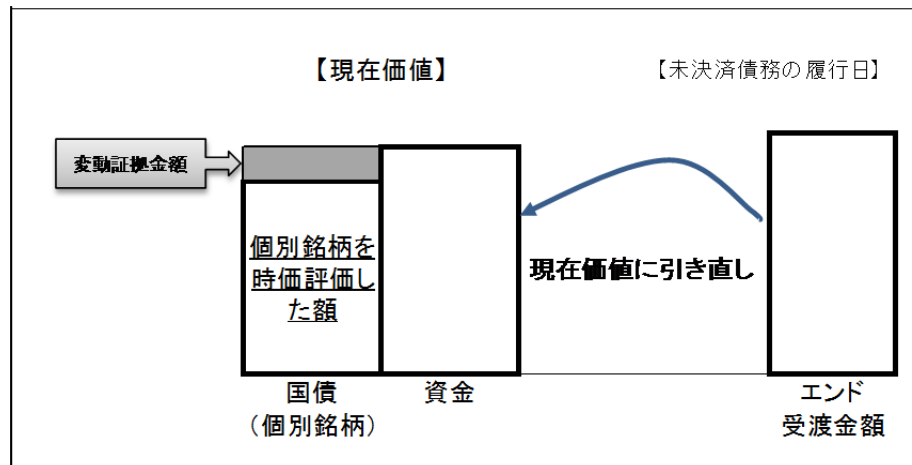 【現在価値】
【未決済債務の履行日】
変動証拠金額
個別銘柄を
時価評価し
た額
現在価値に引き直し
国債
（個別銘柄）
資金
エンド
受渡金額